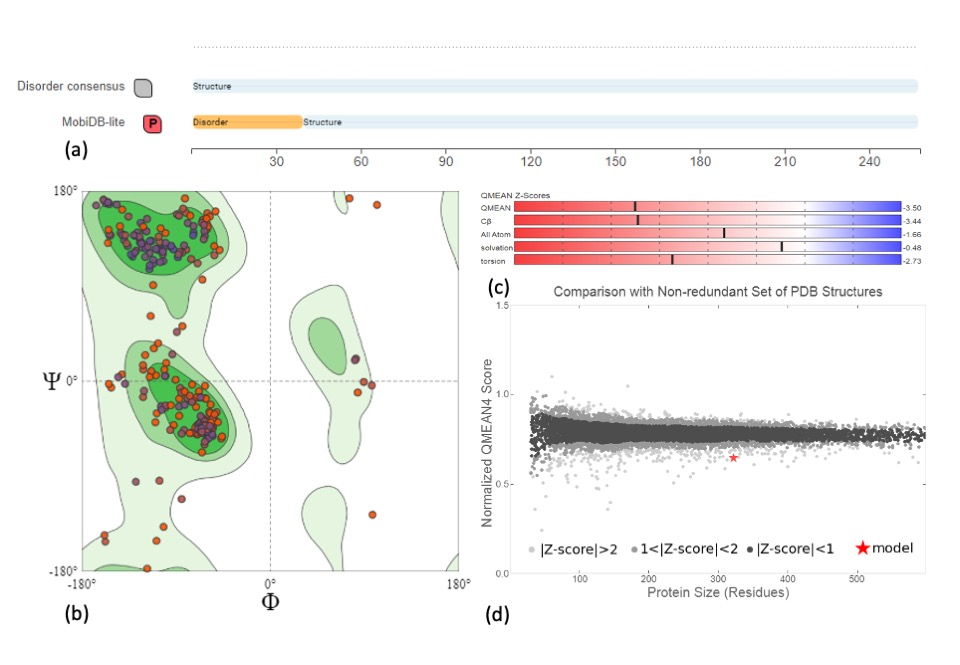 Disorder consensus
Structure
MobiDB-lite
P
Disorder
Structure
(a)
30 60 90 120 150 180 210 240
180°
Ψ
0°
-180°
-180° 0° 180°
Φ
(b)
QMEAN Z-Scores
QMEAN -3.50
Cβ -3.44
All Atom -1.66
solvation -0.48
torsion -2.73
(c)
Comparison with Non-redundant Set of PDB Structures
Normalized QMEAN4 Score
1.5
1.0
0.5
0.0
|Z-score|>2 1<|Z-score|<2 |Z-score|<1 model
100 200 300 400 500
Protein Size (Residues)
(d)